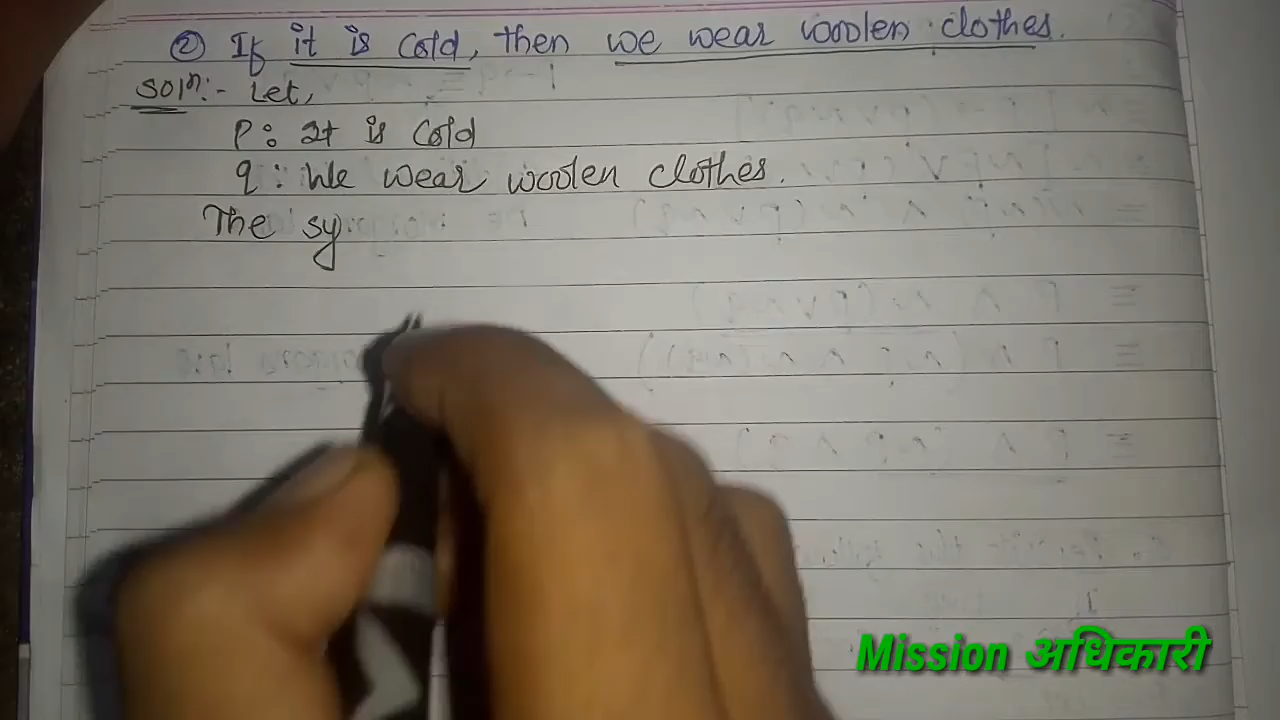 ② If it is cold, then we wear woolen clothes.
Soln:- Let,
P: It is cold
q: We wear woolen clothes.
The sy
Mission अधिकारी